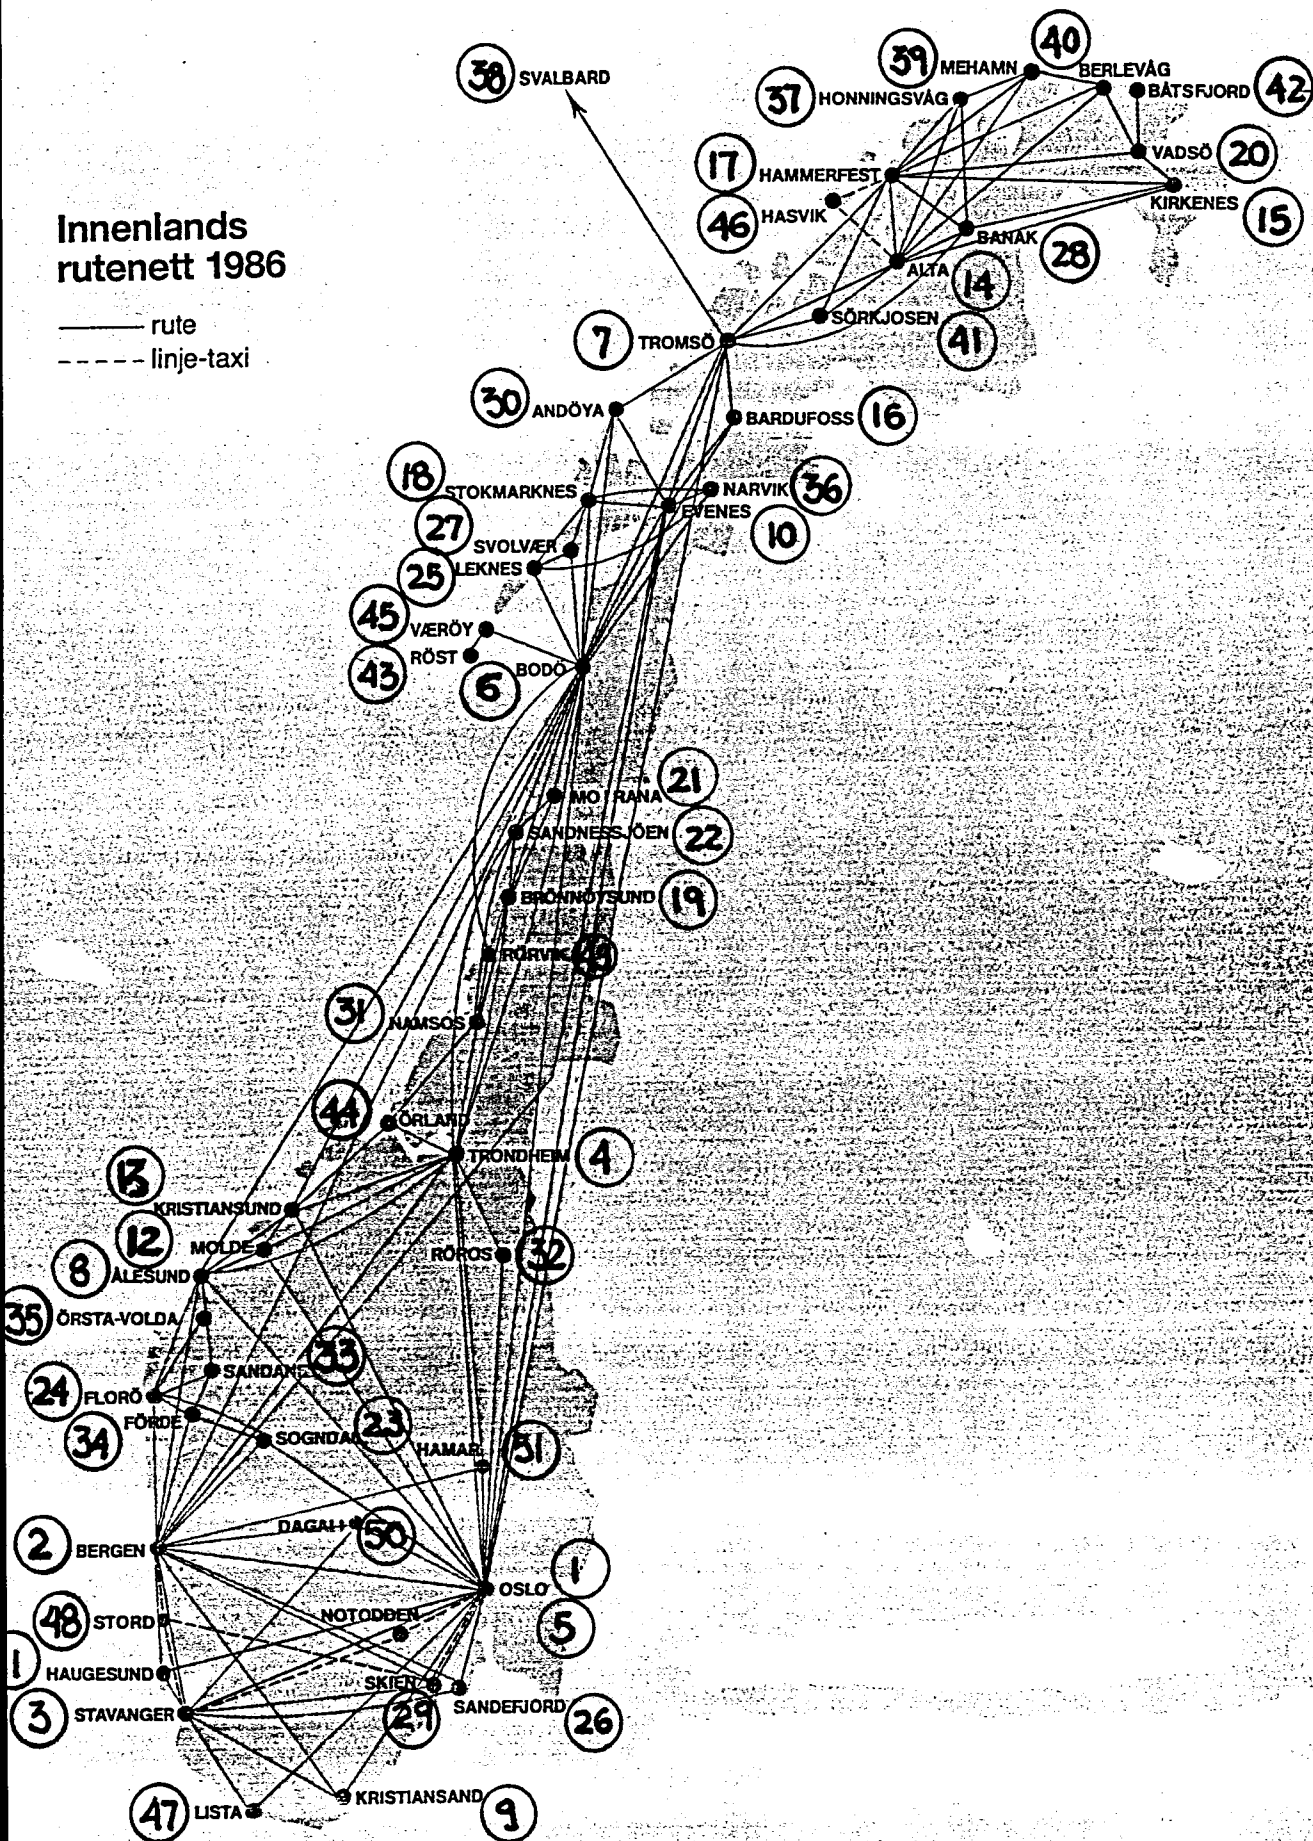 38 SVALBARD
39 MEHAMN
40
BERLEVÅG
37 HONNINGSVÅG
BÅTSFJORD 42
17 HAMMERFEST
VADSÖ 20
46 HASVIK
KIRKENES 15
Innenlands
rutenett 1986
BANAK 28
ALTA 14
rute
linje-taxi
SÖRKJOSEN 41
7 TROMSÖ
30 ANDÖYA
BARDUFOSS 16
18 STOKMARKNES
NARVIK 36
EVENES 10
27 SVOLVÆR
25 LEKNES
45 VÆRÖY
43 RÖST
BODÖ 6
MO I RANA 21
SANDNESSJÖEN 22
BRÖNNÖYSUND 19
RÖRVIK
31 NAMSOS
44 ÖRLAND
TRONDHEIM 4
13 KRISTIANSUND
12 MOLDE
RÖROS 32
8 ÅLESUND
35 ÖRSTA-VOLDA
SANDANE 33
24 FLORÖ
FÖRDE 34
SOGNDAL 23
HAMAR 51
DAGALI 50
2 BERGEN
OSLO 1
5
48 STORD
NOTODDEN
1 HAUGESUND
SKIEN 29
3 STAVANGER
SANDEFJORD 26
47 LISTA
KRISTIANSAND 9